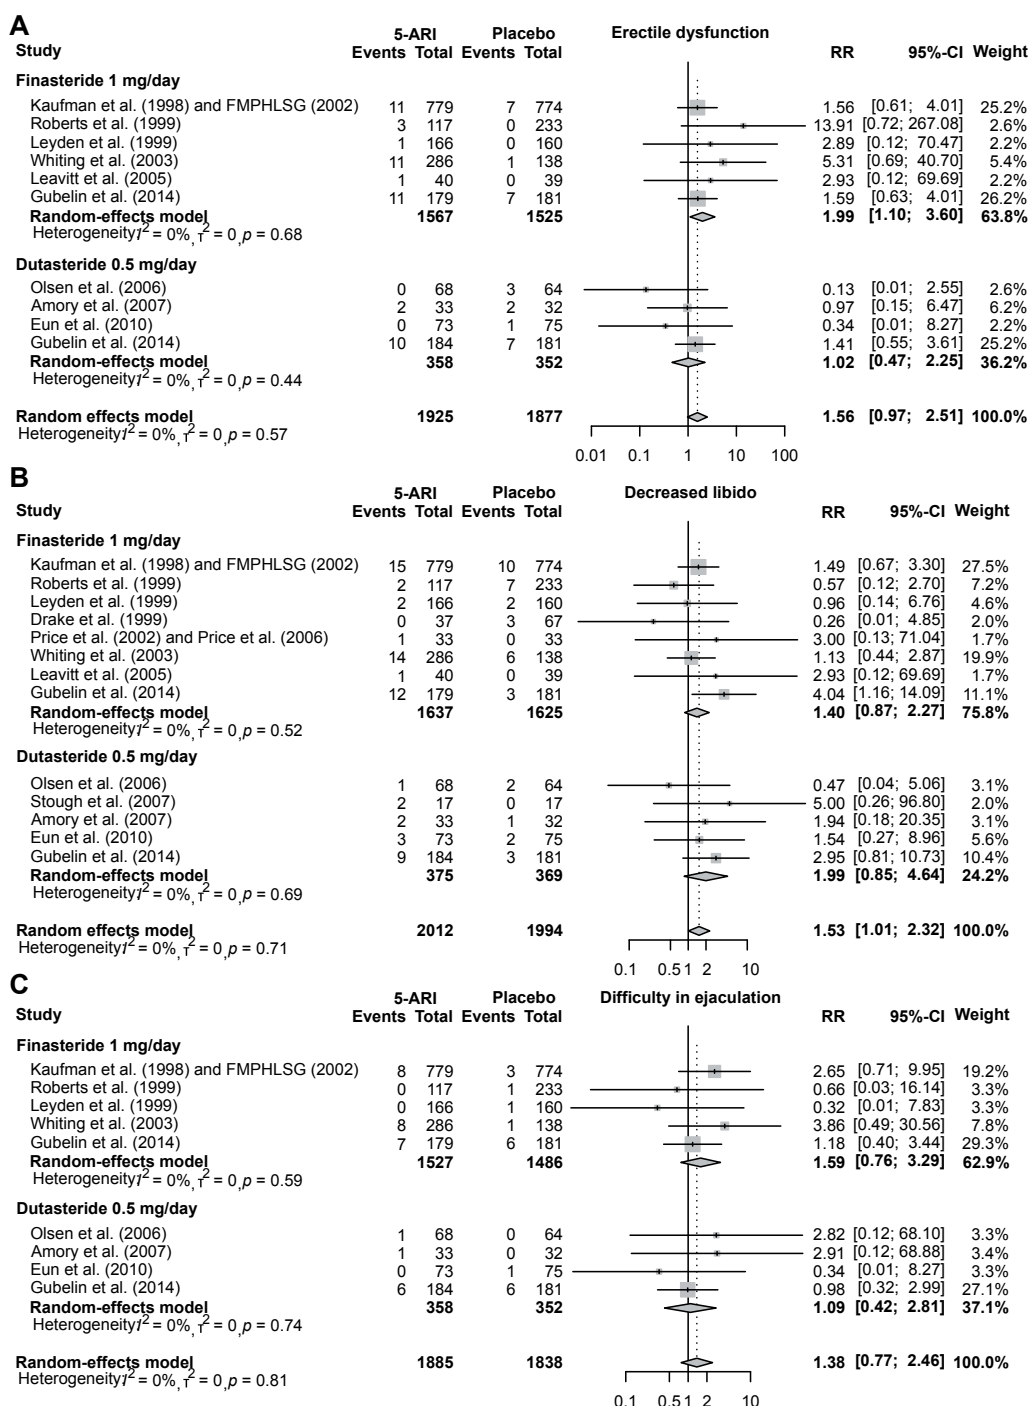 A
5-ARI Placebo Erectile dysfunction
Study Events Total Events Total RR 95%-CI Weight
Finasteride 1 mg/day
Kaufman et al. (1998) and FMPHLSG (2002) 11 779 7 774 1.56 [0.61; 4.01] 25.2%
Roberts et al. (1999) 3 117 0 233 13.91 [0.72; 267.08] 2.6%
Leyden et al. (1999) 1 166 0 160 2.89 [0.12; 70.47] 2.2%
Whiting et al. (2003) 11 286 1 138 5.31 [0.69; 40.70] 5.4%
Leavitt et al. (2005) 1 40 0 39 2.93 [0.12; 69.69] 2.2%
Gubelin et al. (2014) 11 179 7 181 1.59 [0.63; 4.01] 26.2%
Random-effects model 1567 1525 1.99 [1.10; 3.60] 63.8%
Heterogeneity: I² = 0%, τ² = 0, p = 0.68
Dutasteride 0.5 mg/day
Olsen et al. (2006) 0 68 3 64 0.13 [0.01; 2.55] 2.6%
Amory et al. (2007) 2 33 2 32 0.97 [0.15; 6.47] 6.2%
Eun et al. (2010) 0 73 1 75 0.34 [0.01; 8.27] 2.2%
Gubelin et al. (2014) 10 184 7 181 1.41 [0.55; 3.61] 25.2%
Random-effects model 358 352 1.02 [0.47; 2.25] 36.2%
Heterogeneity: I² = 0%, τ² = 0, p = 0.44
Random effects model 1925 1877 1.56 [0.97; 2.51] 100.0%
Heterogeneity: I² = 0%, τ² = 0, p = 0.57
0.01 0.1 1 10 100
B
5-ARI Placebo Decreased libido
Study Events Total Events Total RR 95%-CI Weight
Finasteride 1 mg/day
Kaufman et al. (1998) and FMPHLSG (2002) 15 779 10 774 1.49 [0.67; 3.30] 27.5%
Roberts et al. (1999) 2 117 7 233 0.57 [0.12; 2.70] 7.2%
Leyden et al. (1999) 2 166 2 160 0.96 [0.14; 6.76] 4.6%
Drake et al. (1999) 0 37 3 67 0.26 [0.01; 4.85] 2.0%
Price et al. (2002) and Price et al. (2006) 1 33 0 33 3.00 [0.13; 71.04] 1.7%
Whiting et al. (2003) 14 286 6 138 1.13 [0.44; 2.87] 19.9%
Leavitt et al. (2005) 1 40 0 39 2.93 [0.12; 69.69] 1.7%
Gubelin et al. (2014) 12 179 3 181 4.04 [1.16; 14.09] 11.1%
Random-effects model 1637 1625 1.40 [0.87; 2.27] 75.8%
Heterogeneity: I² = 0%, τ² = 0, p = 0.52
Dutasteride 0.5 mg/day
Olsen et al. (2006) 1 68 2 64 0.47 [0.04; 5.06] 3.1%
Stough et al. (2007) 2 17 0 17 5.00 [0.26; 96.80] 2.0%
Amory et al. (2007) 2 33 1 32 1.94 [0.18; 20.35] 3.1%
Eun et al. (2010) 3 73 2 75 1.54 [0.27; 8.96] 5.6%
Gubelin et al. (2014) 9 184 3 181 2.95 [0.81; 10.73] 10.4%
Random-effects model 375 369 1.99 [0.85; 4.64] 24.2%
Heterogeneity: I² = 0%, τ² = 0, p = 0.69
Random effects model 2012 1994 1.53 [1.01; 2.32] 100.0%
Heterogeneity: I² = 0%, τ² = 0, p = 0.71
0.1 0.5 1 2 10
C
5-ARI Placebo Difficulty in ejaculation
Study Events Total Events Total RR 95%-CI Weight
Finasteride 1 mg/day
Kaufman et al. (1998) and FMPHLSG (2002) 8 779 3 774 2.65 [0.71; 9.95] 19.2%
Roberts et al. (1999) 0 117 1 233 0.66 [0.03; 16.14] 3.3%
Leyden et al. (1999) 0 166 1 160 0.32 [0.01; 7.83] 3.3%
Whiting et al. (2003) 8 286 1 138 3.86 [0.49; 30.56] 7.8%
Gubelin et al. (2014) 7 179 6 181 1.18 [0.40; 3.44] 29.3%
Random-effects model 1527 1486 1.59 [0.76; 3.29] 62.9%
Heterogeneity: I² = 0%, τ² = 0, p = 0.59
Dutasteride 0.5 mg/day
Olsen et al. (2006) 1 68 0 64 2.82 [0.12; 68.10] 3.3%
Amory et al. (2007) 1 33 0 32 2.91 [0.12; 68.88] 3.4%
Eun et al. (2010) 0 73 1 75 0.34 [0.01; 8.27] 3.3%
Gubelin et al. (2014) 6 184 6 181 0.98 [0.32; 2.99] 27.1%
Random-effects model 358 352 1.09 [0.42; 2.81] 37.1%
Heterogeneity: I² = 0%, τ² = 0, p = 0.74
Random-effects model 1885 1838 1.38 [0.77; 2.46] 100.0%
Heterogeneity: I² = 0%, τ² = 0, p = 0.81
0.1 0.5 1 2 10